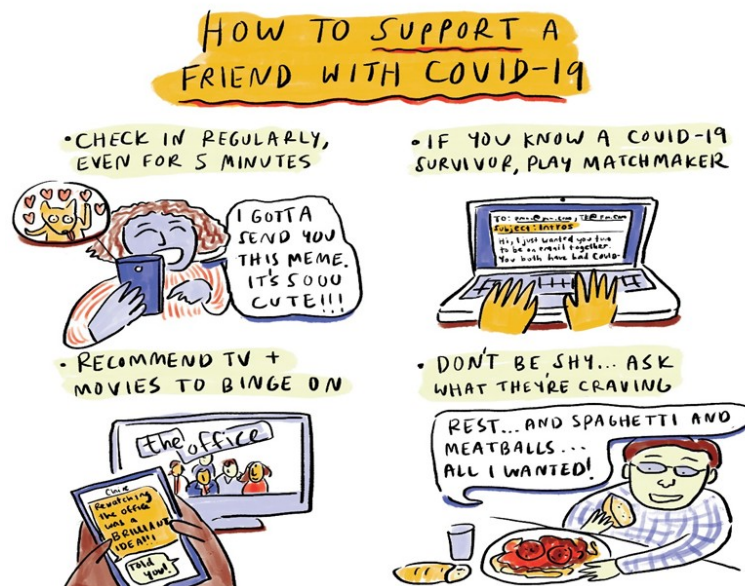 HOW TO SUPPORT A
FRIEND WITH COVID-19
• CHECK IN REGULARLY,
EVEN FOR 5 MINUTES
I GOTTA
SEND YOU
THIS MEME.
IT'S SOOO
CUTE!!!
• IF YOU KNOW A COVID-19
SURVIVOR, PLAY MATCHMAKER
TO:
Subject: Intros
Hi, I just wanted you two
to be on email together.
You both have had COVID-
• RECOMMEND TV +
MOVIES TO BINGE ON
the office
Claire
Rewatching
the office
was a
BRILLIANT
IDEA!!!
Told
you!
• DON'T BE SHY... ASK
WHAT THEY'RE CRAVING
REST... AND SPAGHETTI AND
MEATBALLS...
ALL I WANTED!